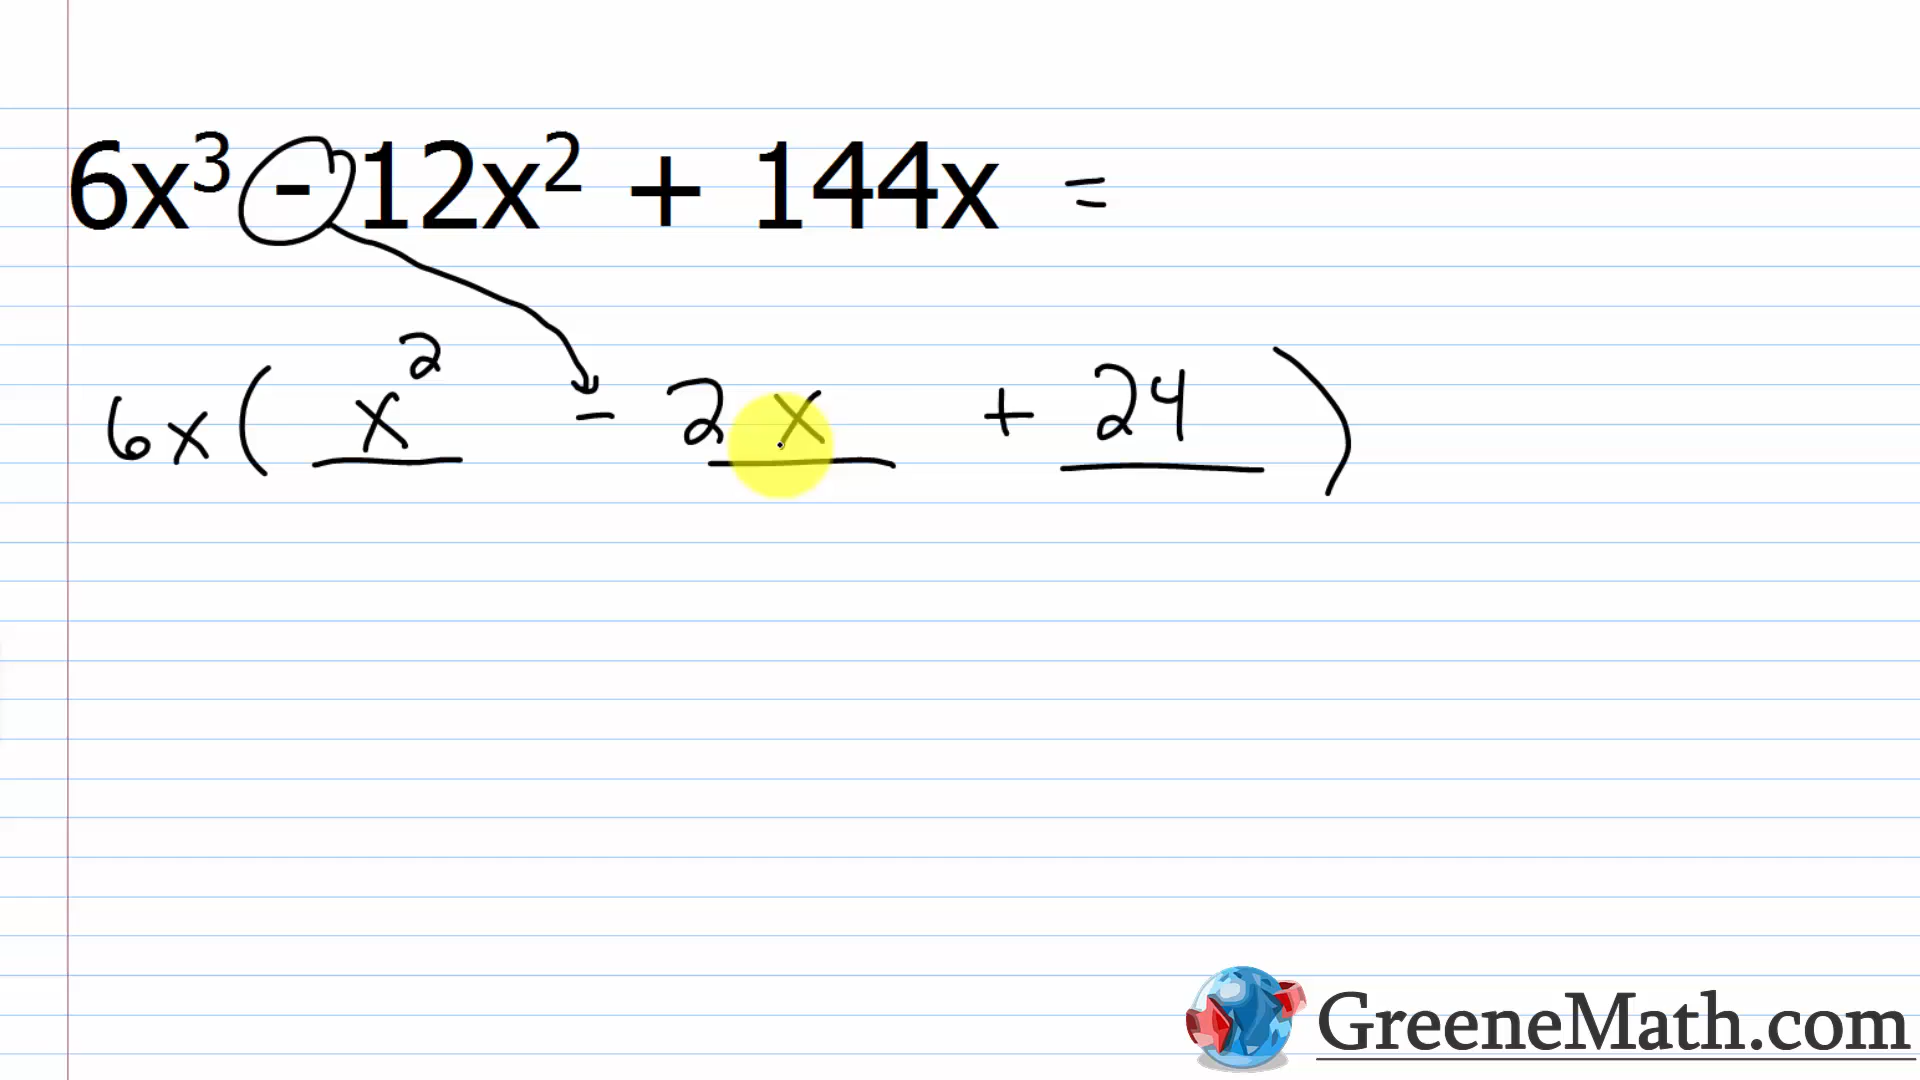 6x³ - 12x² + 144x =
6x ( x² - 2x + 24 )
GreeneMath.com